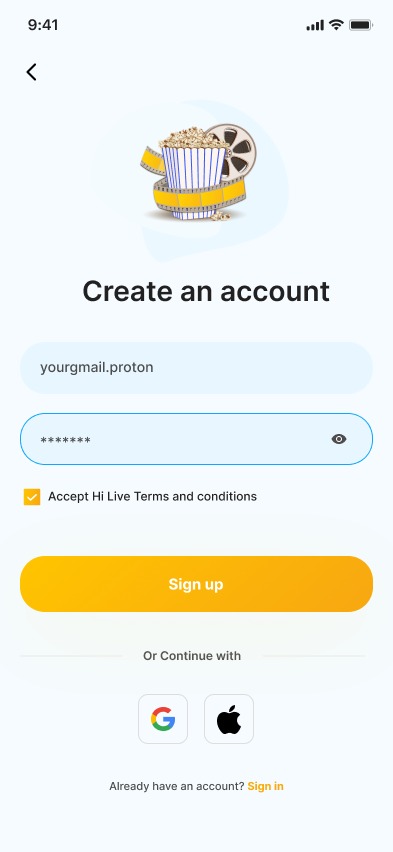 9:41
Create an account
yourgmail.proton
*******
Accept Hi Live Terms and conditions
Sign up
Or Continue with
Already have an account? Sign in